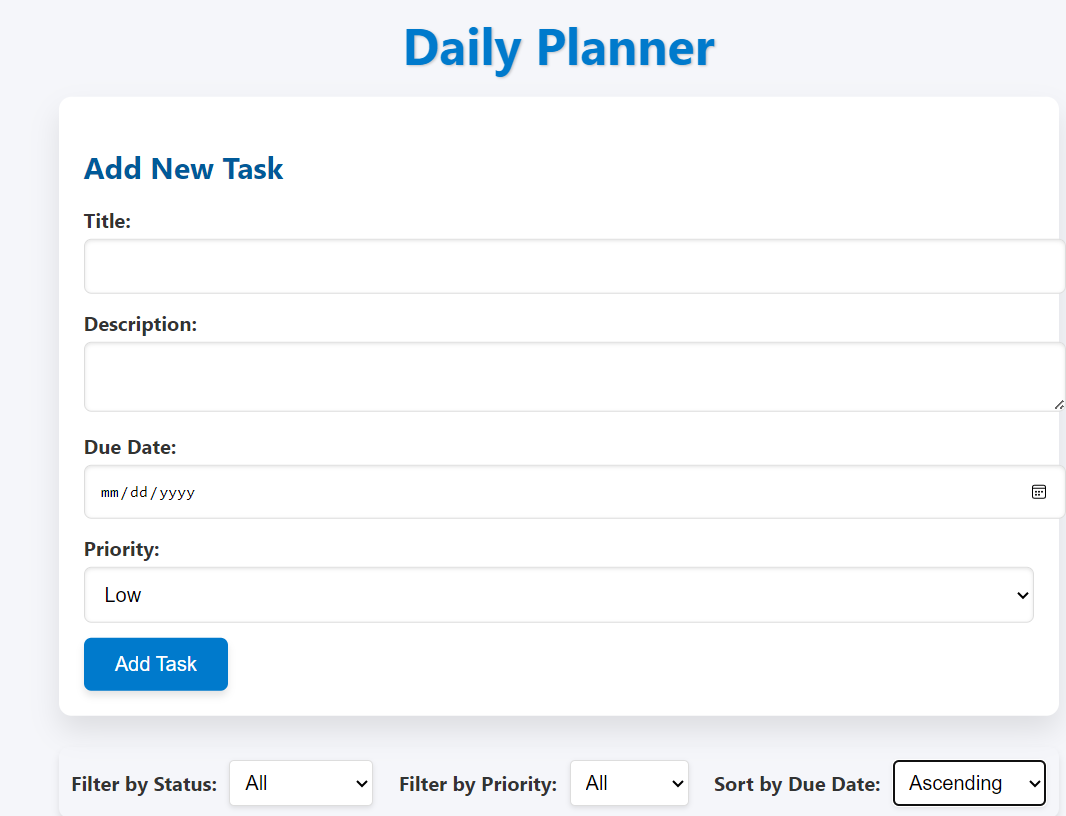 Daily Planner
Add New Task
Title:
Description:
Due Date:
mm/dd/yyyy
Priority:
Low
Add Task
Filter by Status: All Filter by Priority: All Sort by Due Date: Ascending